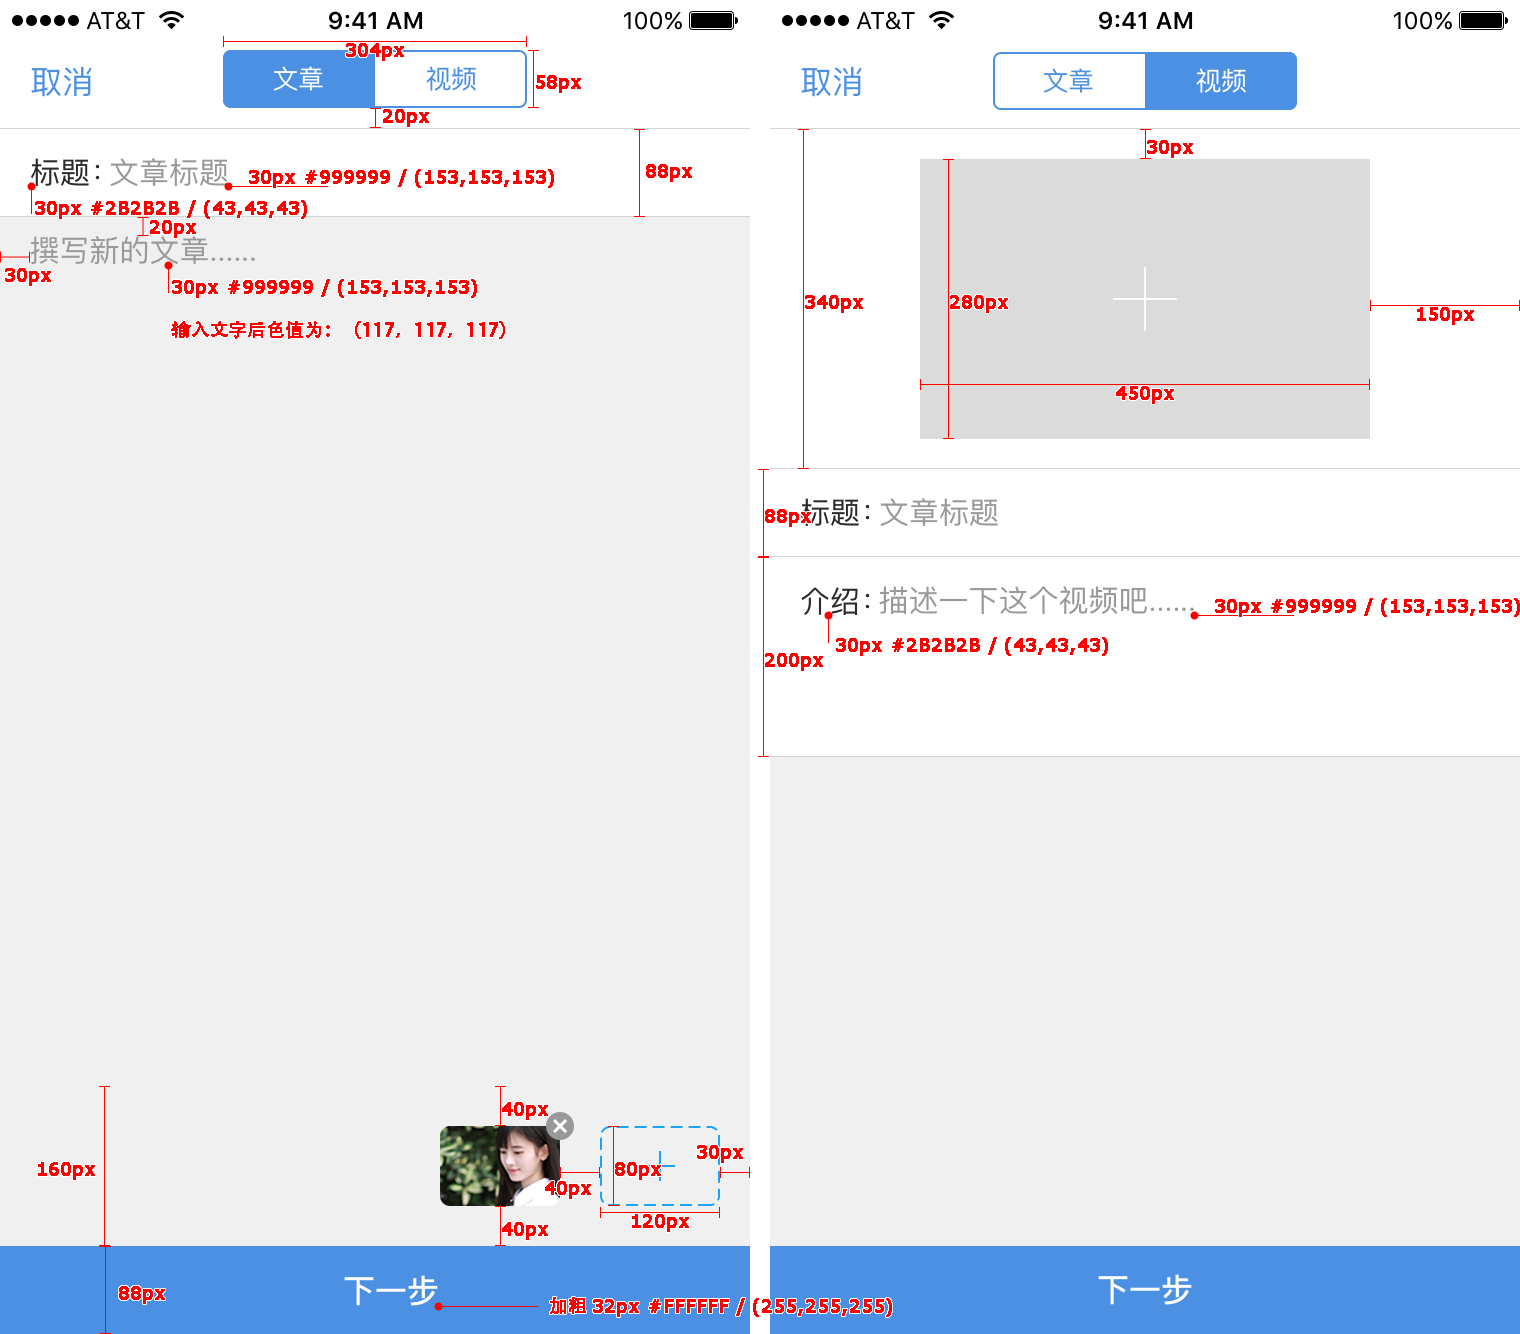 AT&T 9:41 AM 100%
304px
取消 文章 视频 58px
20px
标题：文章标题 30px #999999 / (153,153,153) 88px
30px #2B2B2B / (43,43,43)
20px
撰写新的文章......
30px
30px #999999 / (153,153,153)
输入文字后色值为：（117，117，117）
40px
160px 40px 80px 30px
120px
40px
88px 下一步
加粗 32px #FFFFFF / (255,255,255)
AT&T 9:41 AM 100%
取消 文章 视频
30px
340px 280px 150px
450px
88px 标题：文章标题
介绍：描述一下这个视频吧...... 30px #999999 / (153,153,153)
30px #2B2B2B / (43,43,43)
200px
下一步